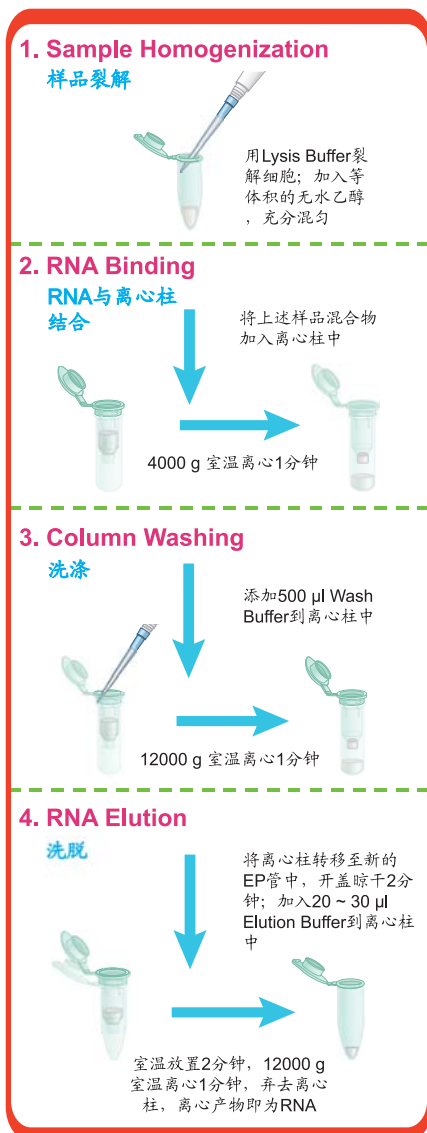 1. Sample Homogenization
样品裂解
用Lysis Buffer裂
解细胞；加入等
体积的无水乙醇
，充分混匀
2. RNA Binding
RNA与离心柱
结合
将上述样品混合物
加入离心柱中
4000 g 室温离心1分钟
3. Column Washing
洗涤
添加500 μl Wash
Buffer到离心柱中
12000 g 室温离心1分钟
4. RNA Elution
洗脱
将离心柱转移至新的
EP管中，开盖晾干2分
钟；加入20 ~ 30 μl
Elution Buffer到离心柱
中
室温放置2分钟，12000 g
室温离心1分钟，弃去离心
柱，离心产物即为RNA